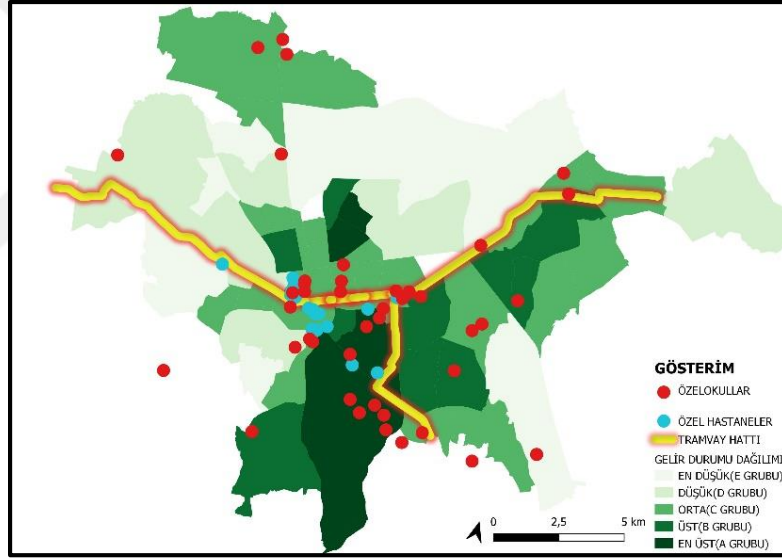 GÖSTERİM
ÖZELOKULLAR
ÖZEL HASTANELER
TRAMVAY HATTI
GELİR DURUMU DAĞILIMI
EN DÜŞÜK(E GRUBU)
DÜŞÜK(D GRUBU)
ORTA(C GRUBU)
ÜST(B GRUBU)
EN ÜST(A GRUBU)
0 2,5 5 km